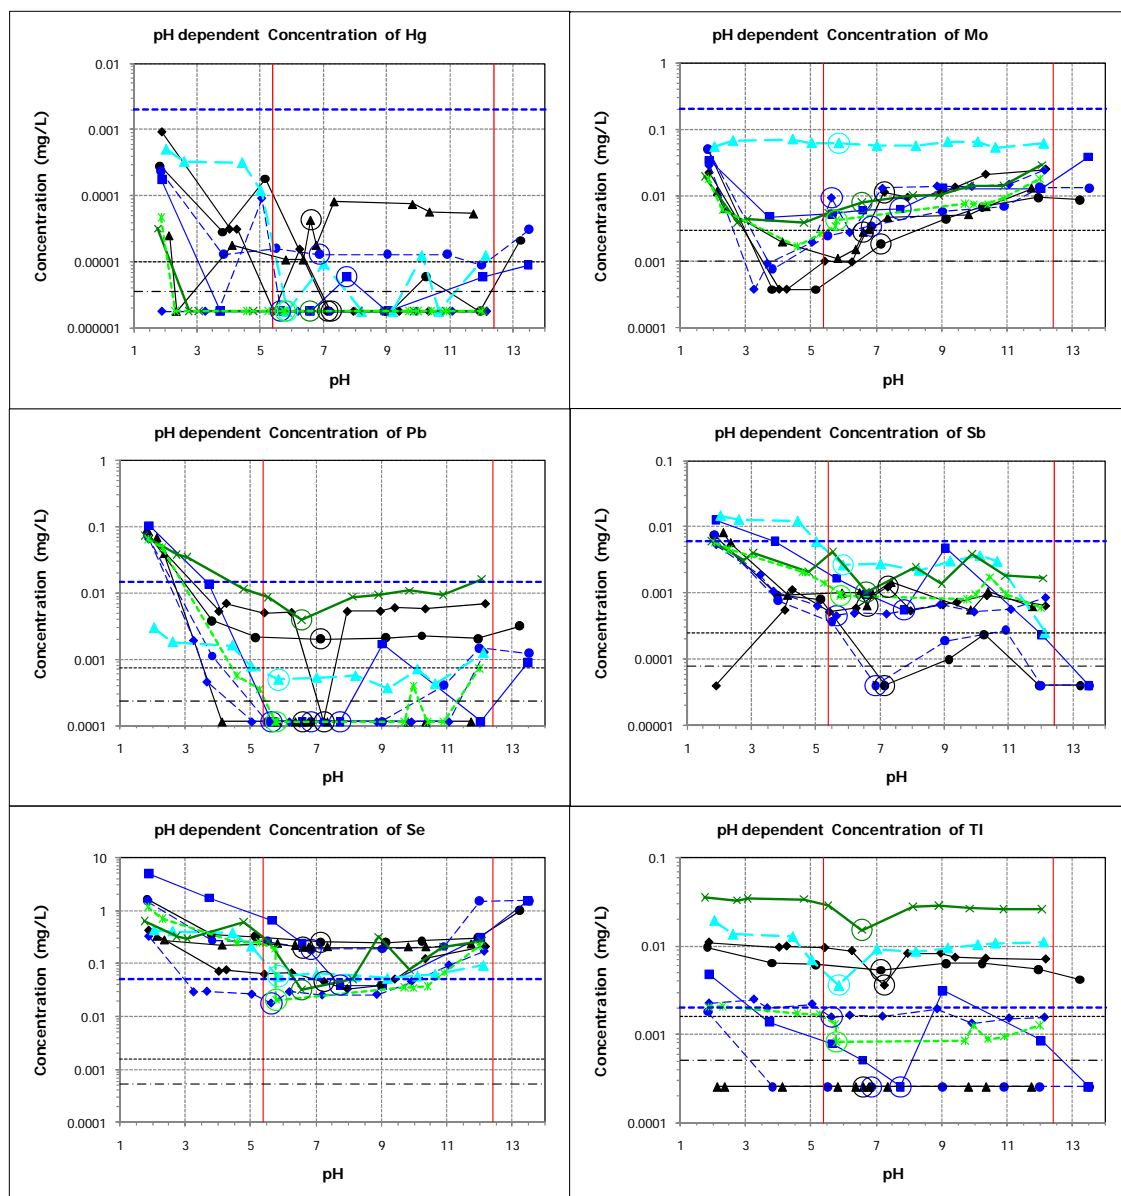 pH dependent Concentration of Hg
Concentration (mg/L)
0.01
0.001
0.0001
0.00001
0.000001
1 3 5 7 9 11 13
pH
pH dependent Concentration of Mo
Concentration (mg/L)
1
0.1
0.01
0.001
0.0001
1 3 5 7 9 11 13
pH
pH dependent Concentration of Pb
Concentration (mg/L)
1
0.1
0.01
0.001
0.0001
1 3 5 7 9 11 13
pH
pH dependent Concentration of Sb
Concentration (mg/L)
0.1
0.01
0.001
0.0001
0.00001
1 3 5 7 9 11 13
pH
pH dependent Concentration of Se
Concentration (mg/L)
10
1
0.1
0.01
0.001
0.0001
1 3 5 7 9 11 13
pH
pH dependent Concentration of Tl
Concentration (mg/L)
0.1
0.01
0.001
0.0001
1 3 5 7 9 11 13
pH